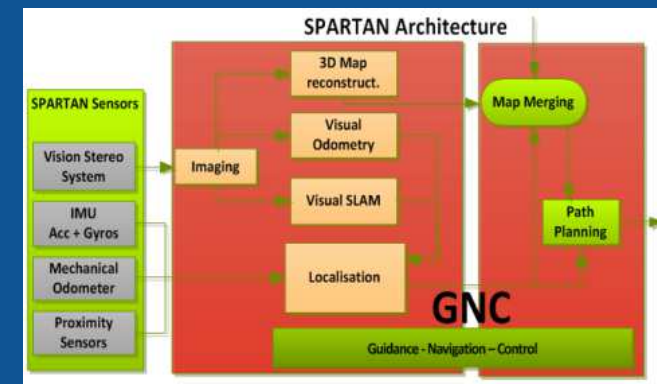 SPARTAN Architecture
SPARTAN Sensors
Vision Stereo
System
IMU
Acc + Gyros
Mechanical
Odometer
Proximity
Sensors
Imaging
3D Map
reconstruct.
Visual
Odometry
Visual SLAM
Localisation
Map Merging
Path
Planning
GNC
Guidance - Navigation – Control